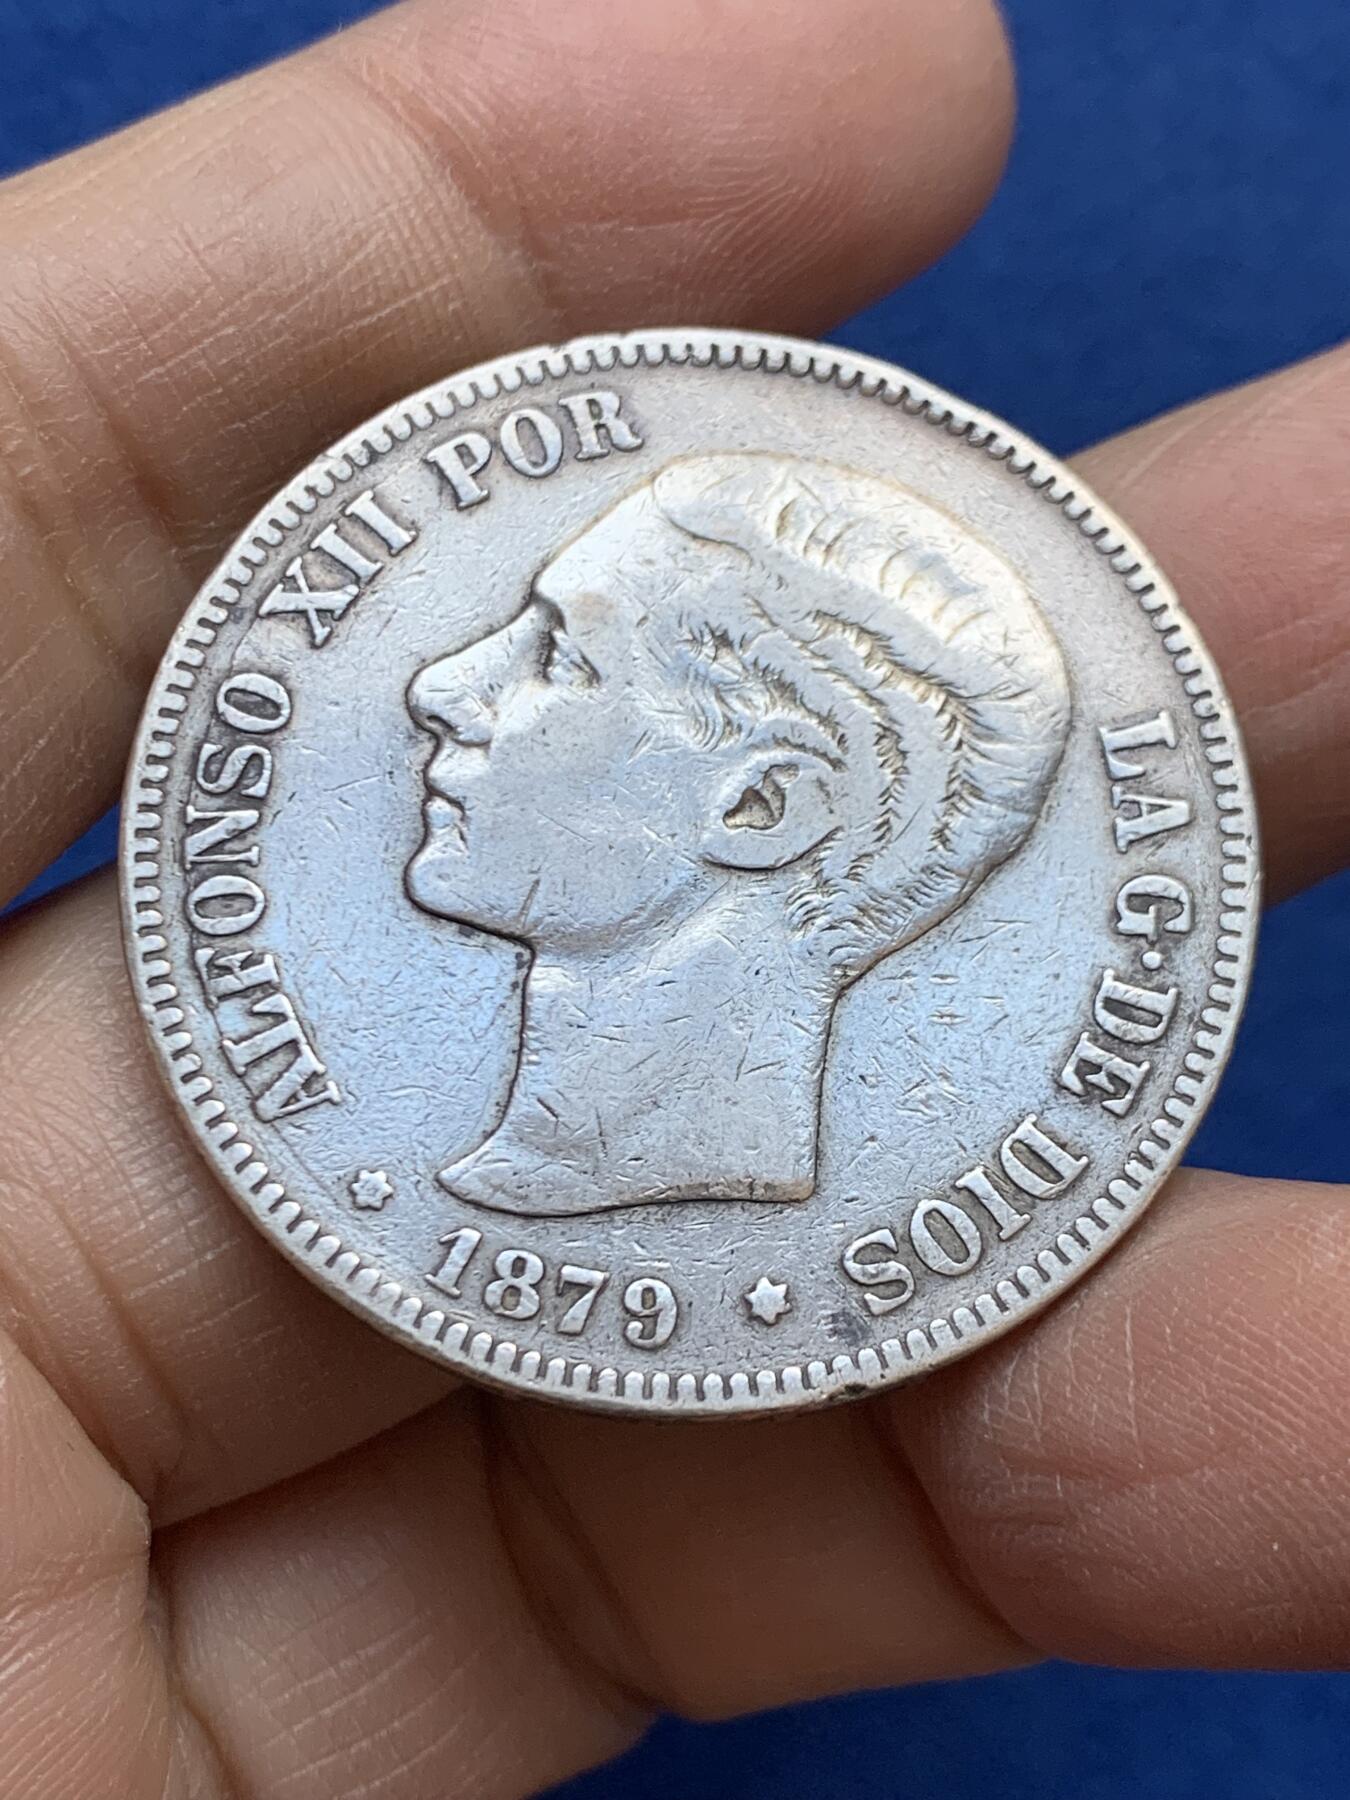 ALFONSO XII POR LA G·DE DIOS
* 1879 *